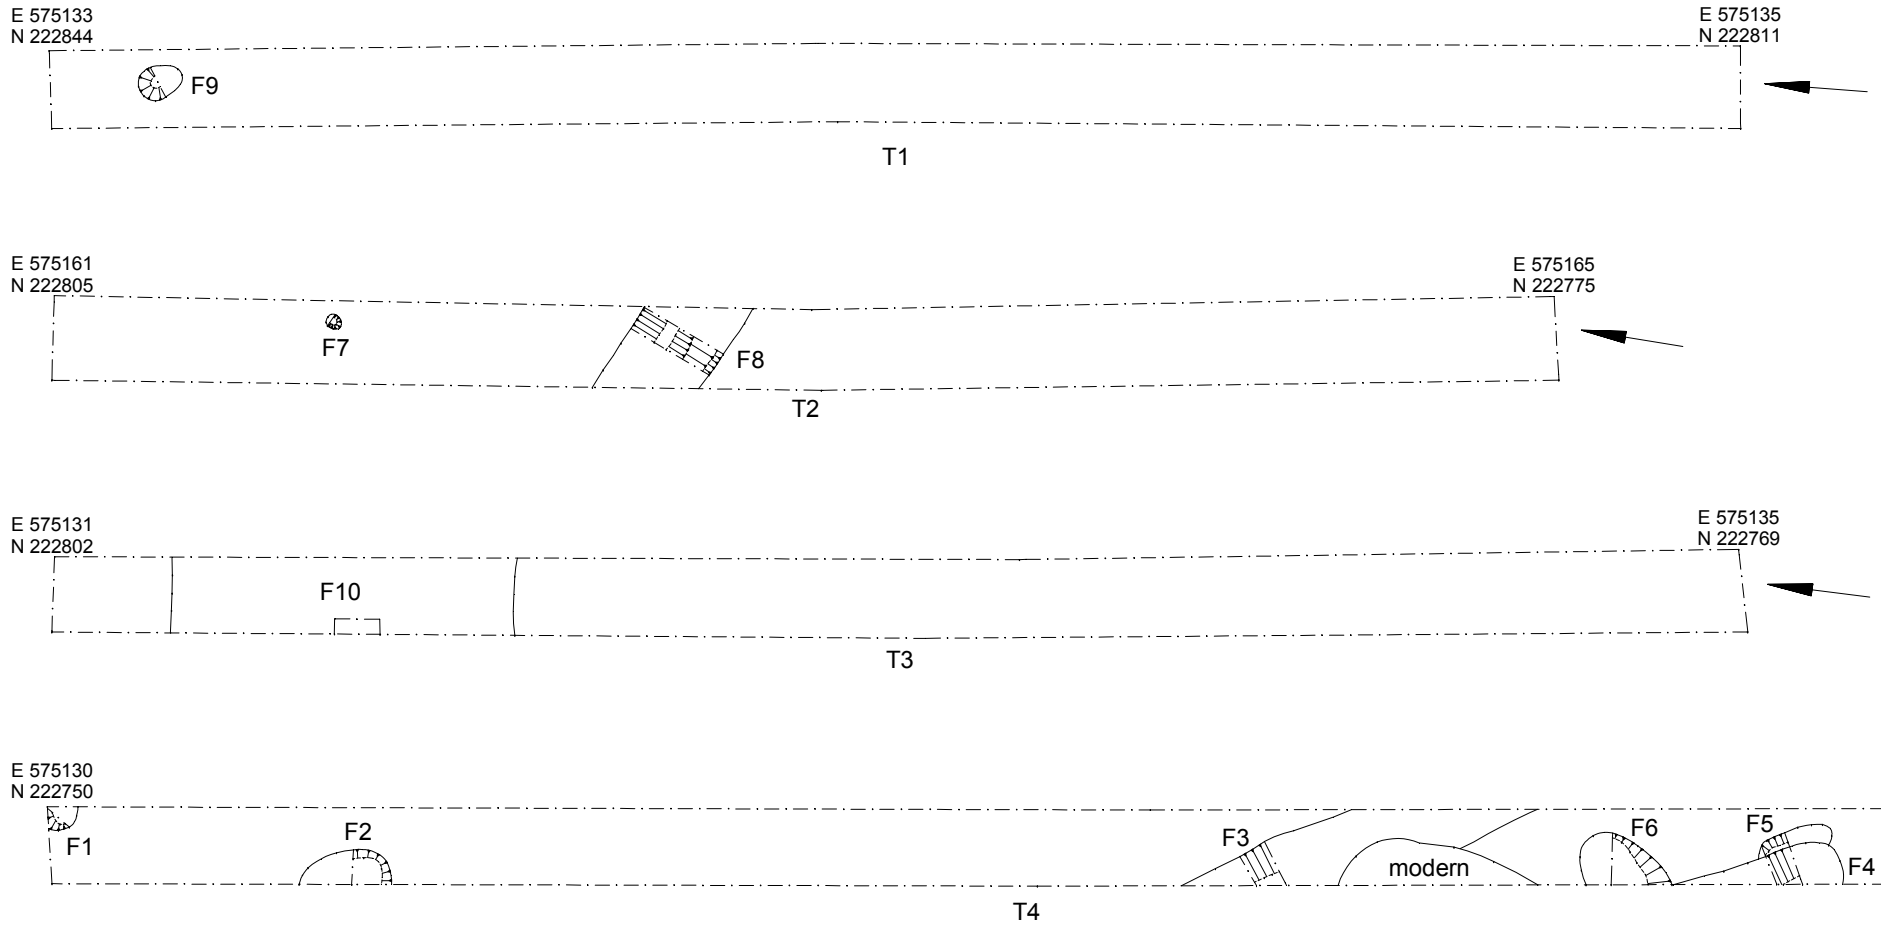 E 575133
N 222844
E 575135
N 222811
F9
T1
E 575161
N 222805
E 575165
N 222775
F7
F8
T2
E 575131
N 222802
E 575135
N 222769
F10
T3
E 575130
N 222750
F1
F2
F3
modern
F6
F5
F4
T4